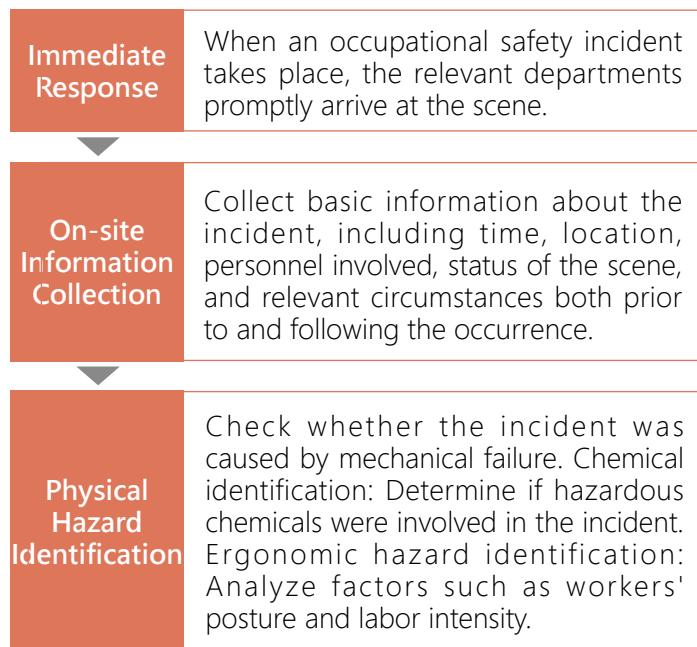 Immediate
Response
When an occupational safety incident
takes place, the relevant departments
promptly arrive at the scene.
On-site
Information
Collection
Collect basic information about the
incident, including time, location,
personnel involved, status of the scene,
and relevant circumstances both prior
to and following the occurrence.
Physical
Hazard
Identification
Check whether the incident was
caused by mechanical failure. Chemical
identification: Determine if hazardous
chemicals were involved in the incident.
Ergonomic hazard identification:
Analyze factors such as workers'
posture and labor intensity.